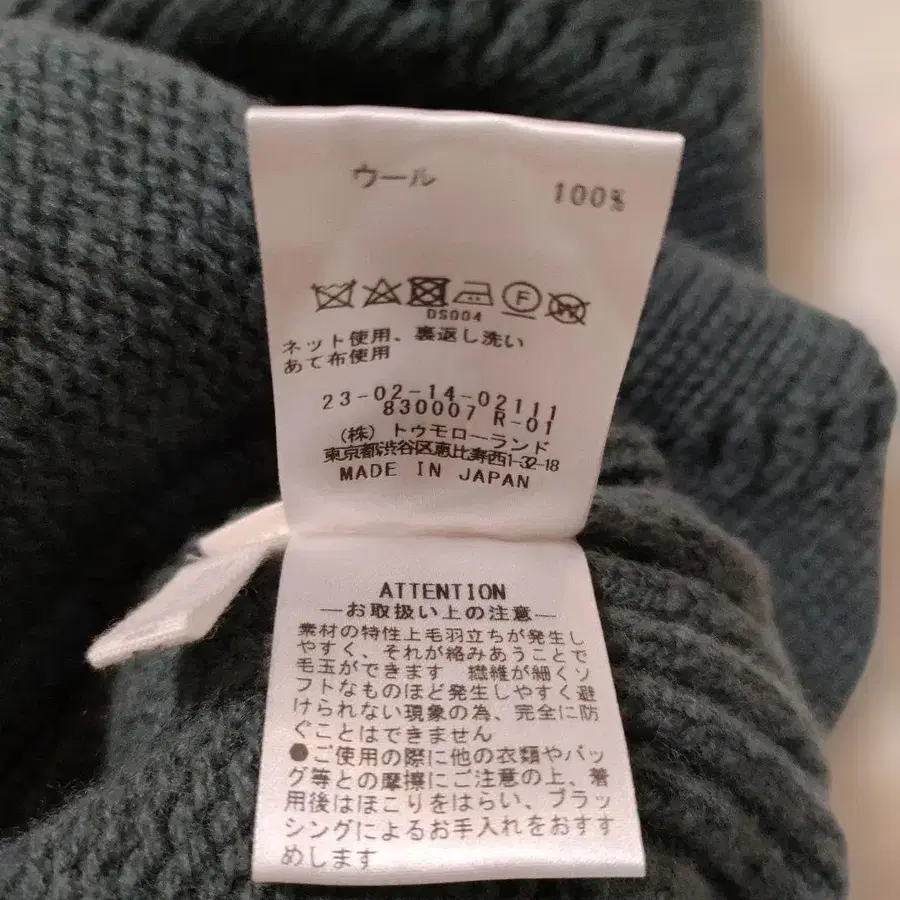 ウール 100%
F W
DS004
ネット使用、裏返し洗い
あて布使用
23-02-14-02111
830007 R-01
(株) トゥモローランド
東京都渋谷区恵比寿西1-32-18
MADE IN JAPAN
ATTENTION
―お取扱い上の注意―
素材の特性上毛羽立ちが発生し
やすく、それが絡みあうことで
毛玉ができます 繊維が細くソ
フトなものほど発生しやすく避
けられない現象の為、完全に防
ぐことはできません
●ご使用の際に他の衣類やバッ
グ等との摩擦にご注意の上、着
用後はほこりをはらい、ブラッ
シングによるお手入れをおすす
めします